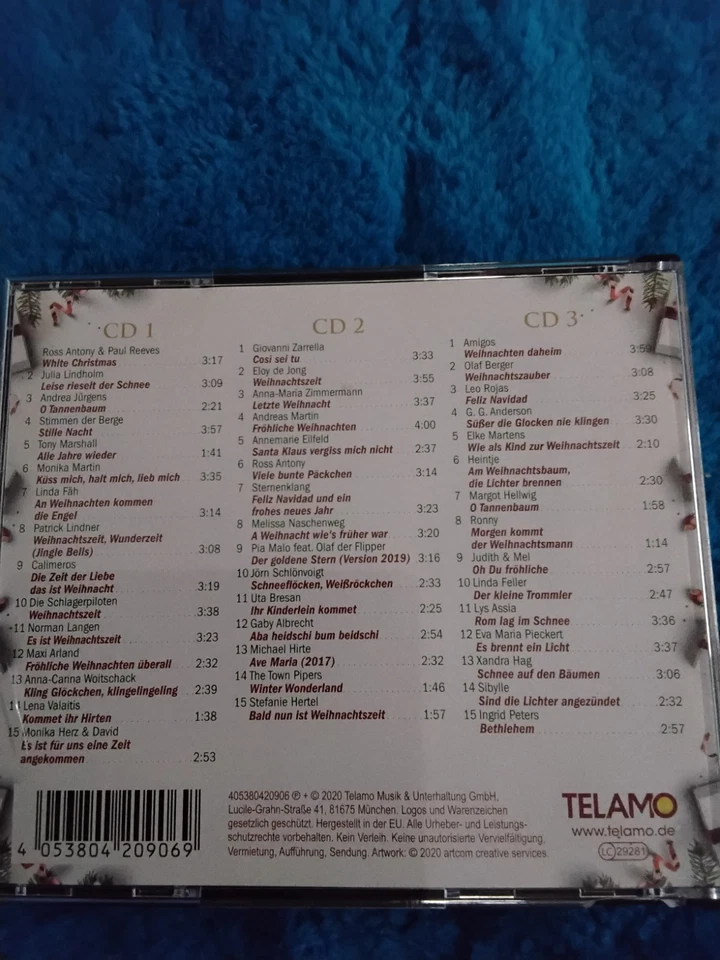 CD 1
Ross Antony & Paul Reeves
White Christmas 3:17
2 Julia Lindholm
Leise rieselt der Schnee 3:09
3 Andrea Jürgens
O Tannenbaum 2:21
4 Stimmen der Berge
Stille Nacht 3:57
5 Tony Marshall
Alle Jahre wieder 1:41
6 Monika Martin
Küss mich, halt mich, lieb mich 3:35
7 Linda Fäh
An Weihnachten kommen
die Engel 3:14
8 Patrick Lindner
Weihnachtszeit, Wunderzeit
(Jingle Bells) 3:08
9 Calimeros
Die Zeit der Liebe
das ist Weihnacht 3:19
10 Die Schlagerpiloten
Weihnachtszeit 3:38
11 Norman Langen
Es ist Weihnachtszeit 3:23
12 Maxi Arland
Fröhliche Weihnachten überall 2:32
13 Anna-Carina Woitschack
Kling Glöckchen, klingelingeling 2:39
14 Lena Valaitis
Kommet ihr Hirten 1:38
15 Monika Herz & David
Es ist für uns eine Zeit
angekommen 2:53
CD 2
1 Giovanni Zarrella
Cosi sei tu 3:33
2 Eloy de Jong
Weihnachtszeit 3:55
3 Anna-Maria Zimmermann
Letzte Weihnacht 3:37
4 Andreas Martin
Fröhliche Weihnachten 4:00
5 Annemarie Eilfeld
Santa Klaus vergiss mich nicht 2:37
6 Ross Antony
Viele bunte Päckchen 3:14
7 Sternenklang
Feliz Navidad und ein
frohes neues Jahr 3:23
8 Melissa Naschenweng
A Weihnacht wie's früher war 3:20
9 Pia Malo feat. Olaf der Flipper
Der goldene Stern (Version 2019) 3:16
10 Jörn Schlönvoigt
Schneeflöcken, Weißröckchen 2:33
11 Uta Bresan
Ihr Kinderlein kommet 2:25
12 Gaby Albrecht
Aba heidschi bum beidschi 2:54
13 Michael Hirte
Ave Maria (2017) 2:32
14 The Town Pipers
Winter Wonderland 1:46
15 Stefanie Hertel
Bald nun ist Weihnachtszeit 1:57
CD 3
1 Amigos
Weihnachten daheim 3:59
2 Olaf Berger
Weihnachtszauber 3:08
3 Leo Rojas
Feliz Navidad 3:25
4 G. G. Anderson
Süßer die Glocken nie klingen 3:30
5 Elke Martens
Wie als Kind zur Weihnachtszeit 2:10
6 Heintje
Am Weihnachtsbaum,
die Lichter brennen 2:30
7 Margot Hellwig
O Tannenbaum 1:58
8 Ronny
Morgen kommt
der Weihnachtsmann 1:14
9 Judith & Mel
Oh Du fröhliche 2:57
10 Linda Feller
Der kleine Trommler 2:47
11 Lys Assia
Rom lag im Schnee 3:36
12 Eva Maria Pieckert
Es brennt ein Licht 3:37
13 Xandra Hag
Schnee auf den Bäumen 3:06
14 Sibylle
Sind die Lichter angezündet 2:32
15 Ingrid Peters
Bethlehem 2:57
4 053804 209069
405380420906 ℗ + © 2020 Telamo Musik & Unterhaltung GmbH,
Lucile-Grahn-Straße 41, 81675 München. Logos und Warenzeichen
gesetzlich geschützt. Hergestellt in der EU. Alle Urheber- und Leistungs-
schutzrechte vorbehalten. Kein Verleih. Keine unautorisierte Vervielfältigung,
Vermietung, Aufführung, Sendung. Artwork: © 2020 artcom creative services.
TELAMO
www.telamo.de
LC 29281